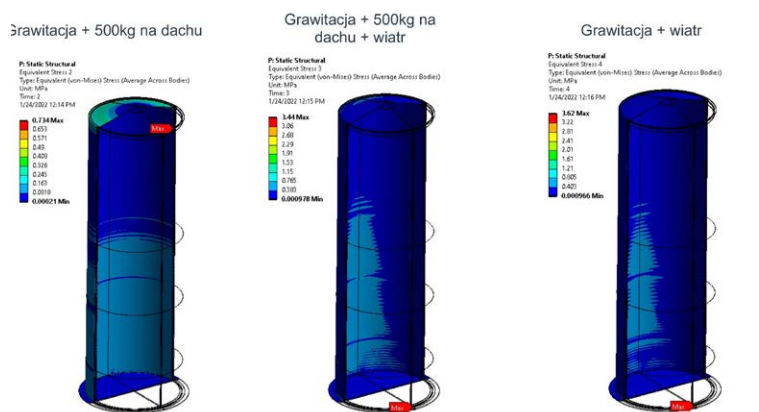 Grawitacja + 500kg na dachu
P: Static Structural
Equivalent Stress 2
Type: Equivalent (von-Mises) Stress (Average Across Bodies)
Unit: MPa
Time: 2
1/24/2022 12:14 PM
0.734 Max
0.653
0.571
0.49
0.408
0.326
0.245
0.163
0.0818
0.00021 Min
Max
Grawitacja + 500kg na
dachu + wiatr
P: Static Structural
Equivalent Stress 3
Type: Equivalent (von-Mises) Stress (Average Across Bodies)
Unit: MPa
Time: 3
1/24/2022 12:15 PM
3.44 Max
3.06
2.68
2.29
1.91
1.53
1.15
0.765
0.383
0.000978 Min
Max
Grawitacja + wiatr
P: Static Structural
Equivalent Stress 4
Type: Equivalent (von-Mises) Stress (Average Across Bodies)
Unit: MPa
Time: 4
1/24/2022 12:16 PM
3.62 Max
3.22
2.81
2.41
2.01
1.61
1.21
0.805
0.403
0.000966 Min
Max